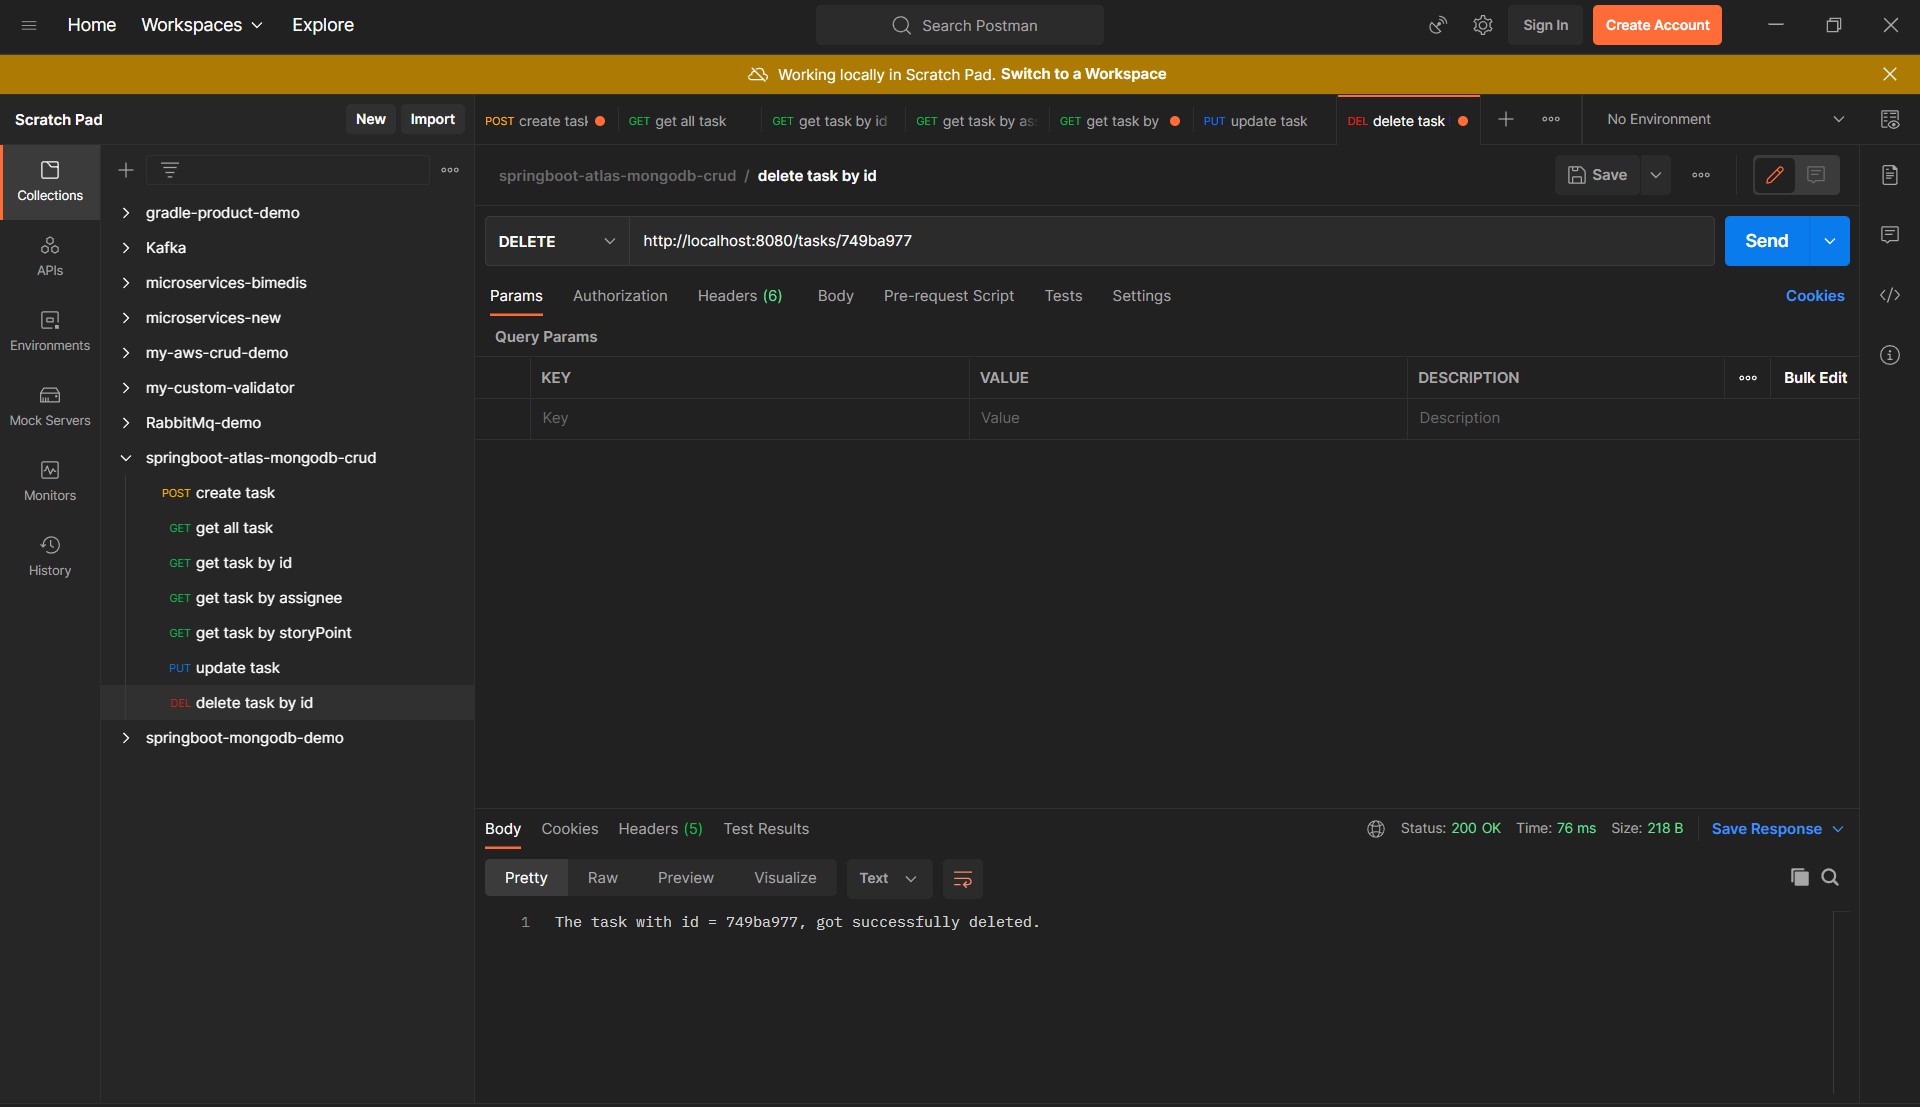 Home Workspaces Explore Search Postman Sign In Create Account
Working locally in Scratch Pad. Switch to a Workspace
Scratch Pad New Import
POST create task GET get all task GET get task by id GET get task by as GET get task by PUT update task DEL delete task No Environment
Collections
APIs
Environments
Mock Servers
Monitors
History
gradle-product-demo
Kafka
microservices-bimedis
microservices-new
my-aws-crud-demo
my-custom-validator
RabbitMq-demo
springboot-atlas-mongodb-crud
POST create task
GET get all task
GET get task by id
GET get task by assignee
GET get task by storyPoint
PUT update task
DEL delete task by id
springboot-mongodb-demo
springboot-atlas-mongodb-crud / delete task by id Save
DELETE http://localhost:8080/tasks/749ba977 Send
Params Authorization Headers (6) Body Pre-request Script Tests Settings Cookies
Query Params
KEY VALUE DESCRIPTION Bulk Edit
Key Value Description
Body Cookies Headers (5) Test Results Status: 200 OK Time: 76 ms Size: 218 B Save Response
Pretty Raw Preview Visualize Text
1 The task with id = 749ba977, got successfully deleted.